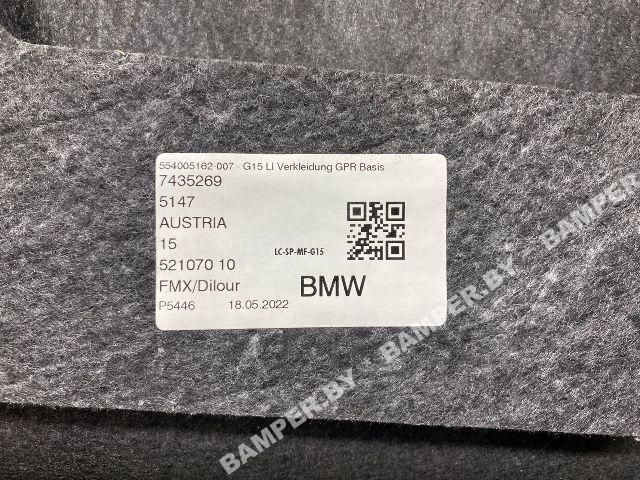 554005162-007 - G15 LI Verkleidung GPR Basis
7435269
5147
AUSTRIA
15
LC-SP-MF-G15
521070 10
FMX/Dilour
BMW
P5446 18.05.2022
BAMPER.BY - BAMPER.BY - BAMPER.BY